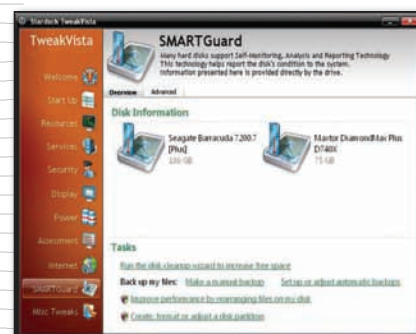 Stardock TweakVista
TweakVista
SMARTGuard
Many hard disks support Self-Monitoring, Analysis and Reporting Technology
This technology helps report the disk's condition to the system.
Information presented here is provided directly by the drive.
Overview Advanced
Welcome
Start Up
Resources
Services
Security
Display
Power
Assessment
Internet
SMARTGuard
Misc Tweaks
Disk Information
Seagate Barracuda 7200.7
[Plus]
GB
Maxtor DiamondMax Plus
D740X
75 GB
Tasks
Run the disk cleanup wizard to increase free space
Back up my files: Make a manual backup Set up or adjust automatic backups
Improve performance by rearranging files on my disk
Create, format or adjust a disk partition